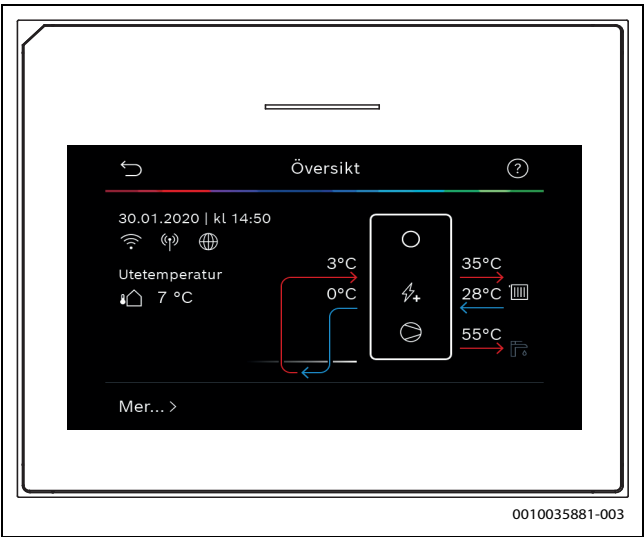 Översikt
?
30.01.2020 | kl 14:50
Utetemperatur
7 °C
3°C
0°C
35°C
28°C
55°C
Mer... >
0010035881-003